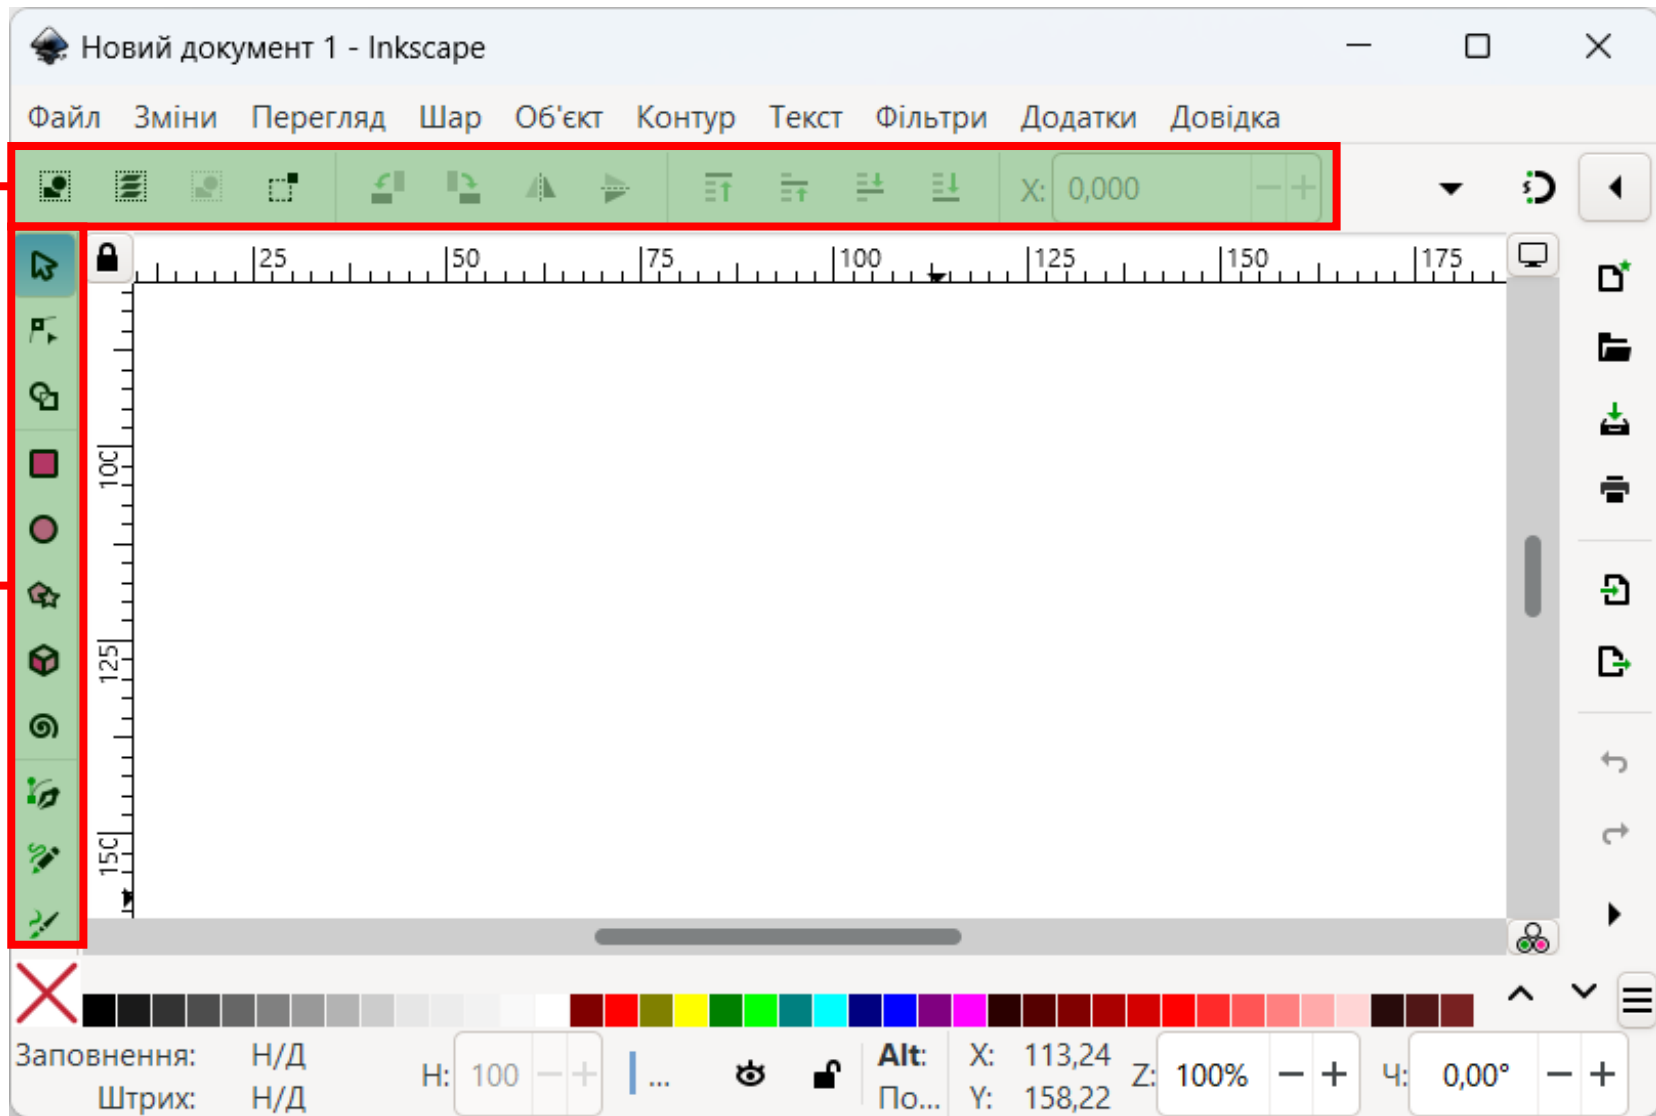 Новий документ 1 - Inkscape
Файл Зміни Перегляд Шар Об'єкт Контур Текст Фільтри Додатки Довідка
X: 0,000
25 50 75 100 125 150 175
100
125
150
Заповнення: Н/Д
Штрих: Н/Д
Н: 100
...
Alt: X: 113,24
По... Y: 158,22
Z: 100%
Ч: 0,00°